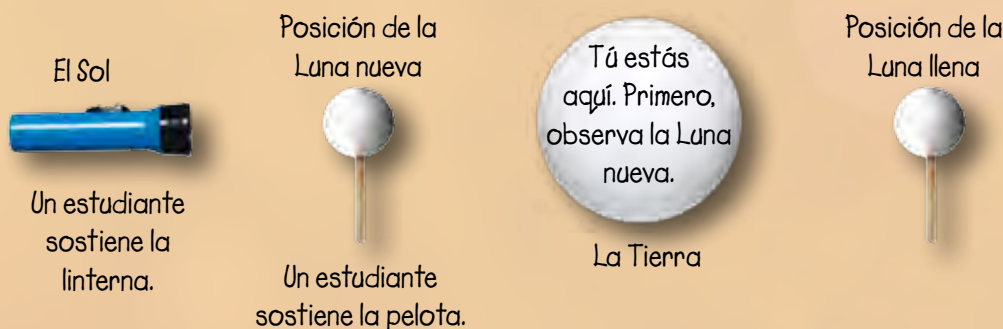 El Sol
Un estudiante
sostiene la
linterna.
Posición de la
Luna nueva
Un estudiante
sostiene la pelota.
Tú estás
aquí. Primero,
observa la Luna
nueva.
La Tierra
Posición de la
Luna llena